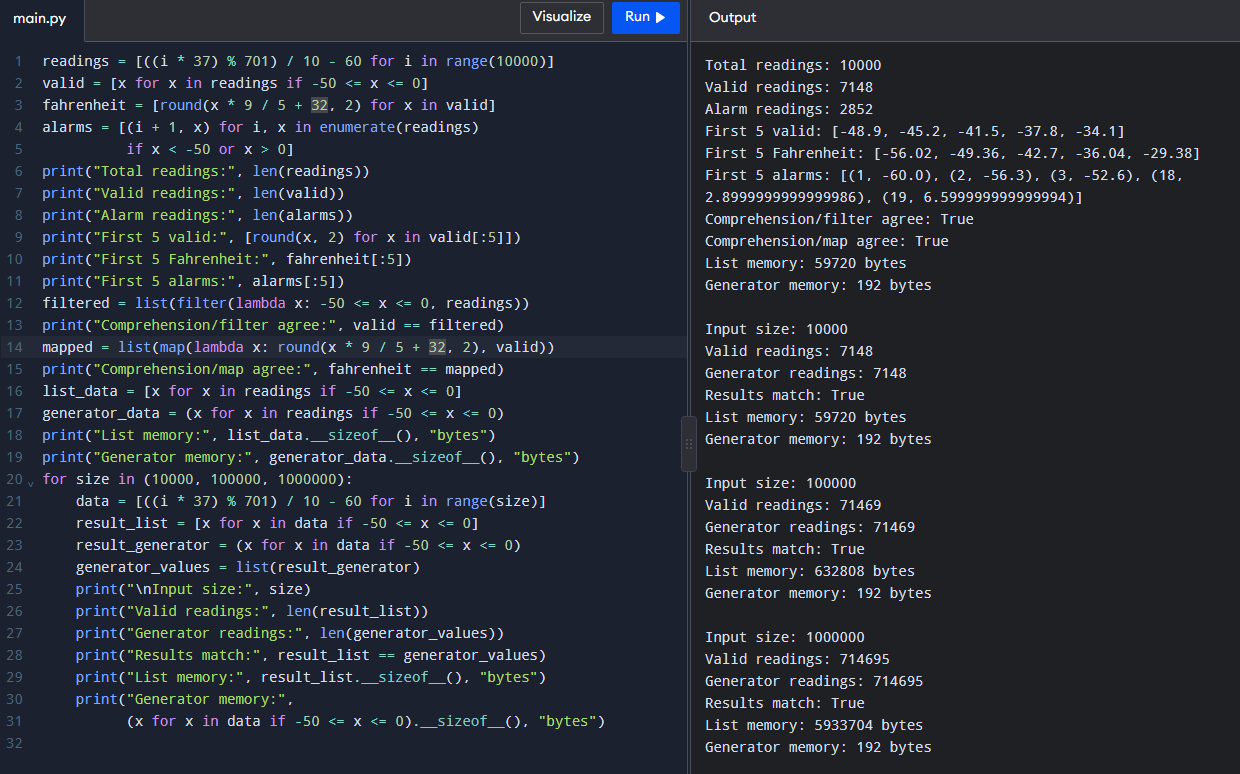 main.py
Visualize
Run
Output
1 readings = [((i * 37) % 701) / 10 - 60 for i in range(10000)]
2 valid = [x for x in readings if -50 <= x <= 0]
3 fahrenheit = [round(x * 9 / 5 + 32, 2) for x in valid]
4 alarms = [(i + 1, x) for i, x in enumerate(readings)
5           if x < -50 or x > 0]
6 print("Total readings:", len(readings))
7 print("Valid readings:", len(valid))
8 print("Alarm readings:", len(alarms))
9 print("First 5 valid:", [round(x, 2) for x in valid[:5]])
10 print("First 5 Fahrenheit:", fahrenheit[:5])
11 print("First 5 alarms:", alarms[:5])
12 filtered = list(filter(lambda x: -50 <= x <= 0, readings))
13 print("Comprehension/filter agree:", valid == filtered)
14 mapped = list(map(lambda x: round(x * 9 / 5 + 32, 2), valid))
15 print("Comprehension/map agree:", fahrenheit == mapped)
16 list_data = [x for x in readings if -50 <= x <= 0]
17 generator_data = (x for x in readings if -50 <= x <= 0)
18 print("List memory:", list_data.__sizeof__(), "bytes")
19 print("Generator memory:", generator_data.__sizeof__(), "bytes")
20 for size in (10000, 100000, 1000000):
21     data = [((i * 37) % 701) / 10 - 60 for i in range(size)]
22     result_list = [x for x in data if -50 <= x <= 0]
23     result_generator = (x for x in data if -50 <= x <= 0)
24     generator_values = list(result_generator)
25     print("\nInput size:", size)
26     print("Valid readings:", len(result_list))
27     print("Generator readings:", len(generator_values))
28     print("Results match:", result_list == generator_values)
29     print("List memory:", result_list.__sizeof__(), "bytes")
30     print("Generator memory:",
31           (x for x in data if -50 <= x <= 0).__sizeof__(), "bytes")
32
Total readings: 10000
Valid readings: 7148
Alarm readings: 2852
First 5 valid: [-48.9, -45.2, -41.5, -37.8, -34.1]
First 5 Fahrenheit: [-56.02, -49.36, -42.7, -36.04, -29.38]
First 5 alarms: [(1, -60.0), (2, -56.3), (3, -52.6), (18,
2.8999999999999986), (19, 6.599999999999994)]
Comprehension/filter agree: True
Comprehension/map agree: True
List memory: 59720 bytes
Generator memory: 192 bytes

Input size: 10000
Valid readings: 7148
Generator readings: 7148
Results match: True
List memory: 59720 bytes
Generator memory: 192 bytes

Input size: 100000
Valid readings: 71469
Generator readings: 71469
Results match: True
List memory: 632808 bytes
Generator memory: 192 bytes

Input size: 1000000
Valid readings: 714695
Generator readings: 714695
Results match: True
List memory: 5933704 bytes
Generator memory: 192 bytes